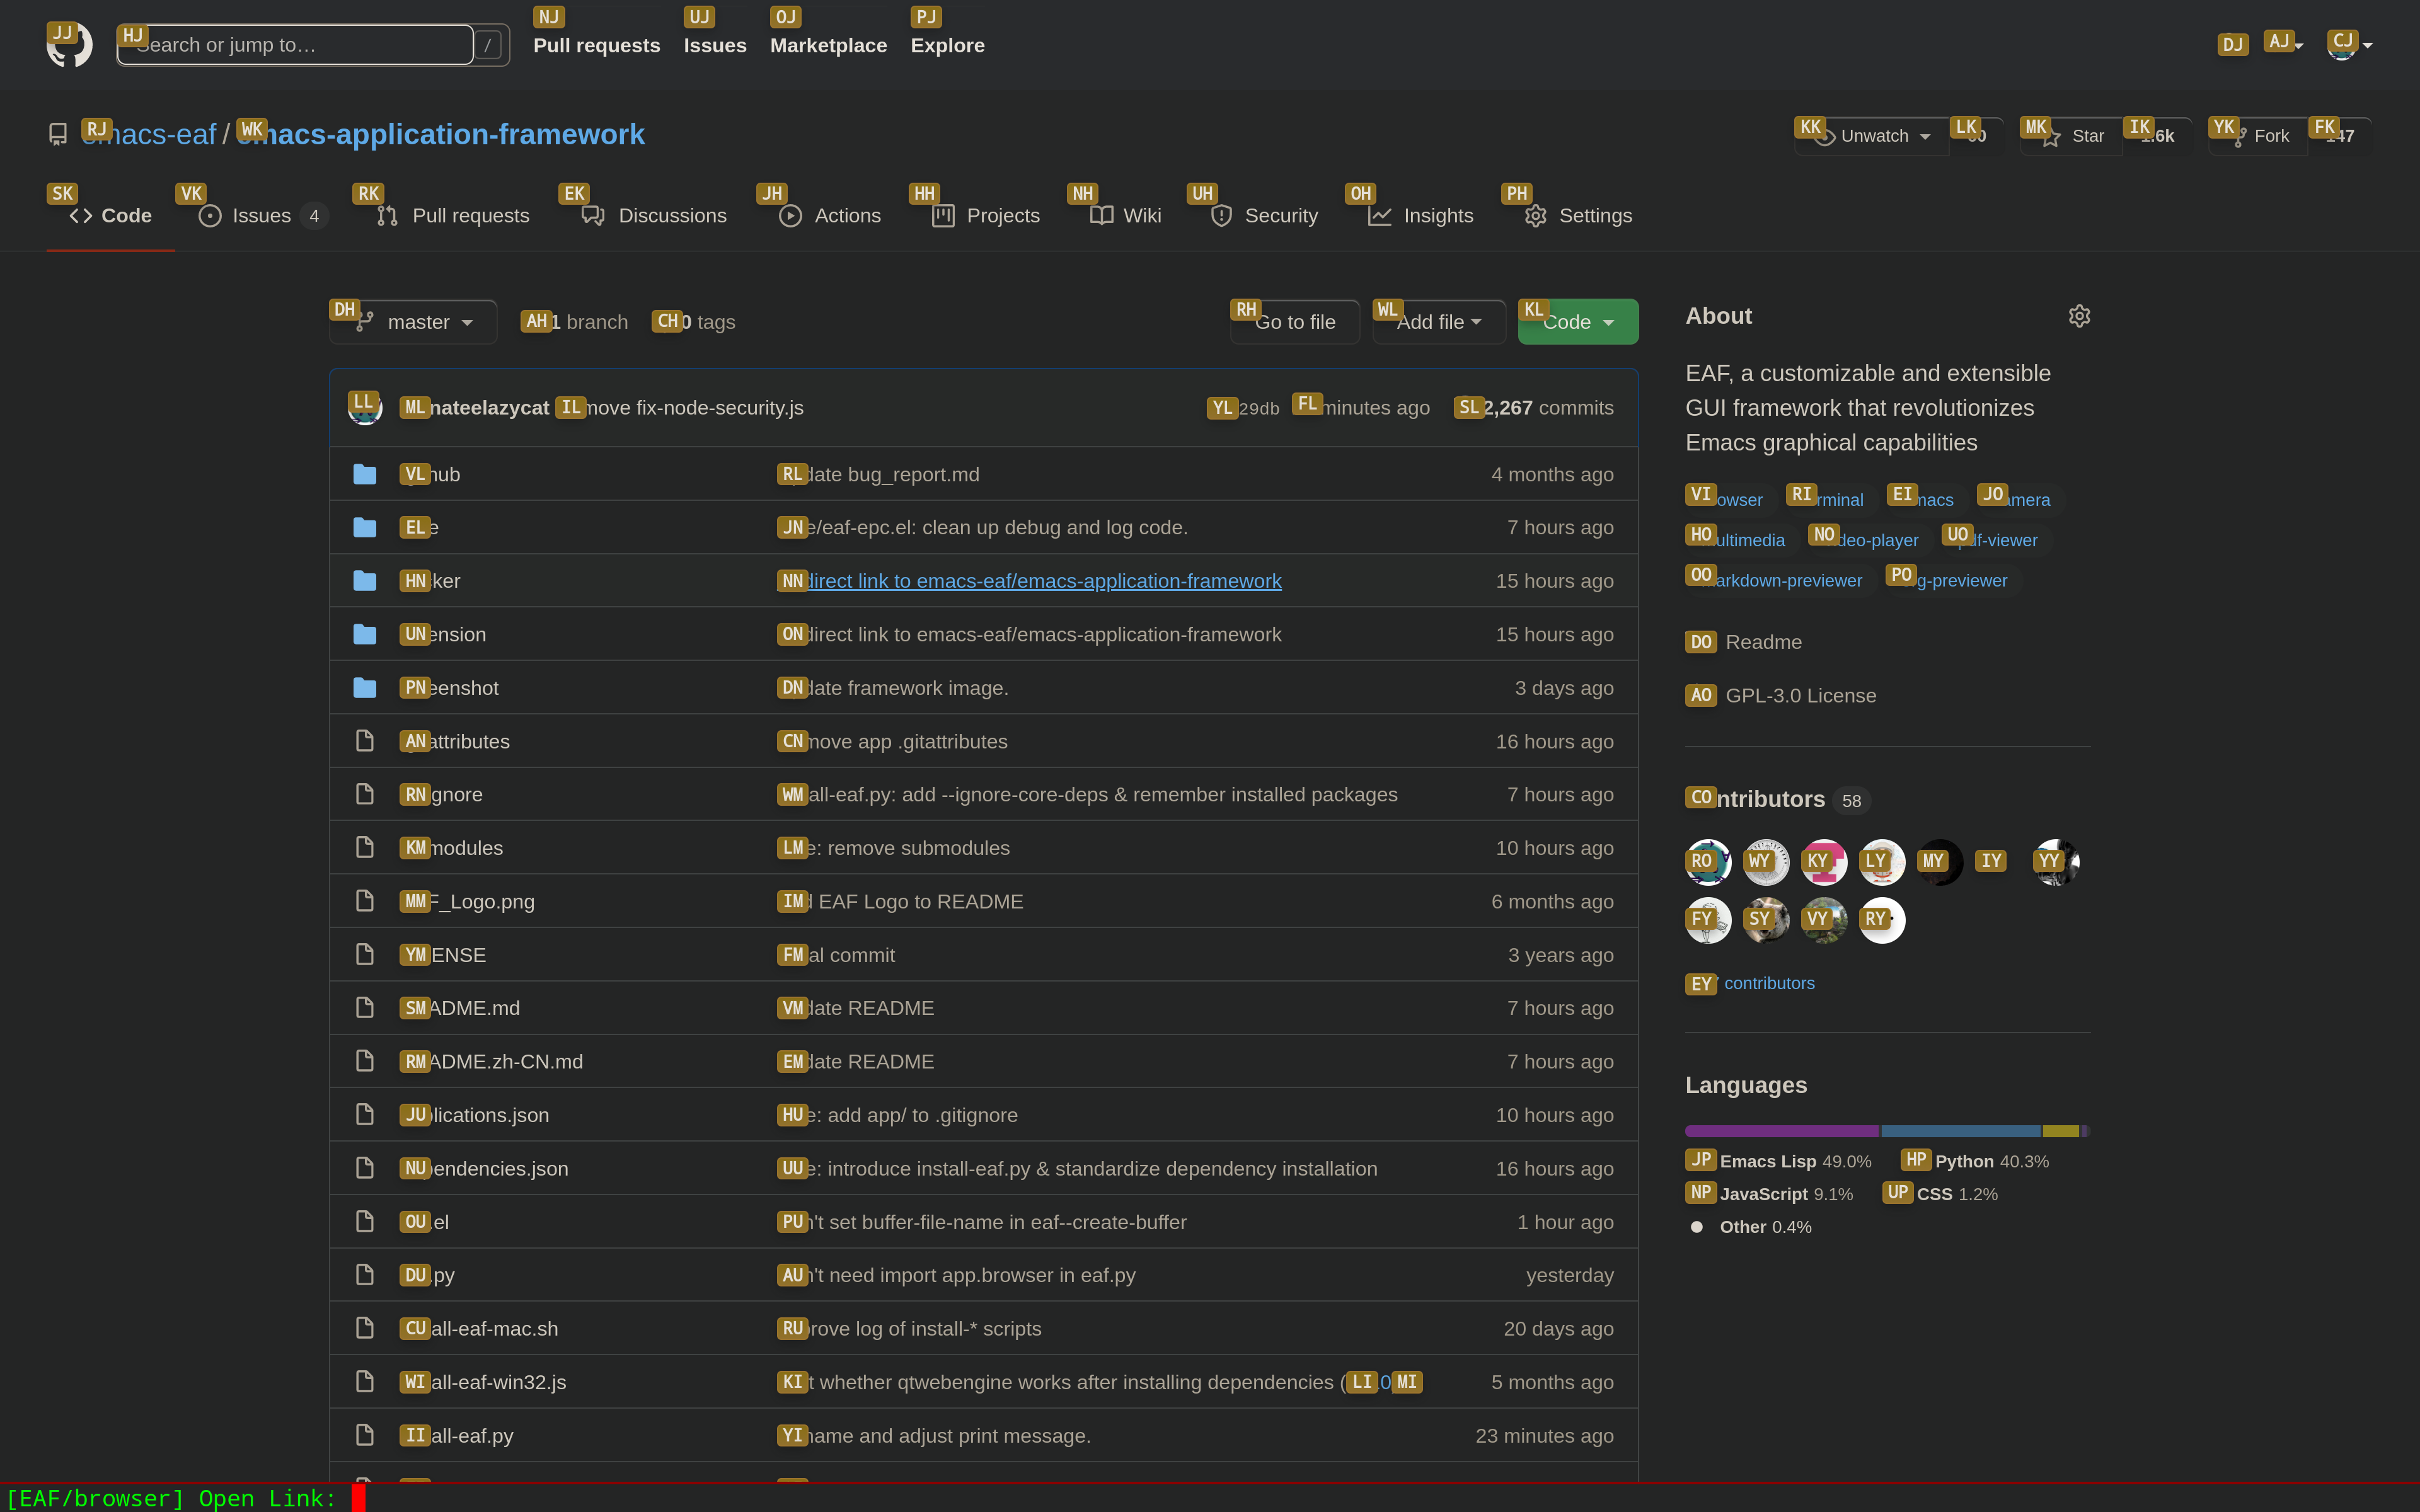 JJ HJ Search or jump to… / NJ Pull requests UJ Issues OJ Marketplace PJ Explore DJ AJ CJ
RJ emacs-eaf / WK emacs-application-framework KK Unwatch LK MK Star IK 1.6k YK Fork FK 147
SK Code VK Issues 4 RK Pull requests EK Discussions JH Actions HH Projects NH Wiki UH Security OH Insights PH Settings
DH master AH 1 branch CH 0 tags RH Go to file WL Add file KL Code
LL ML nateelazycat IL move fix-node-security.js YL 29db FL minutes ago SL 2,267 commits
VL hub RL date bug_report.md 4 months ago
EL e JN e/eaf-epc.el: clean up debug and log code. 7 hours ago
HN ker NN direct link to emacs-eaf/emacs-application-framework 15 hours ago
UN ension ON direct link to emacs-eaf/emacs-application-framework 15 hours ago
PN eenshot DN date framework image. 3 days ago
AN attributes CN move app .gitattributes 16 hours ago
RN gnore WM all-eaf.py: add --ignore-core-deps & remember installed packages 7 hours ago
KM modules LM e: remove submodules 10 hours ago
MM F_Logo.png IM d EAF Logo to README 6 months ago
YM ENSE FM al commit 3 years ago
SM ADME.md VM date README 7 hours ago
RM ADME.zh-CN.md EM date README 7 hours ago
JU lications.json HU e: add app/ to .gitignore 10 hours ago
NU pendencies.json UU e: introduce install-eaf.py & standardize dependency installation 16 hours ago
OU .el PU n't set buffer-file-name in eaf--create-buffer 1 hour ago
DU .py AU n't need import app.browser in eaf.py yesterday
CU all-eaf-mac.sh RU prove log of install-* scripts 20 days ago
WI all-eaf-win32.js KI t whether qtwebengine works after installing dependencies ( LI 0 MI 5 months ago
II all-eaf.py YI name and adjust print message. 23 minutes ago
About
EAF, a customizable and extensible
GUI framework that revolutionizes
Emacs graphical capabilities
VI owser RI rminal EI macs JO amera
HO ultimedia NO deo-player UO df-viewer
OO arkdown-previewer PO rg-previewer
DO Readme
AO GPL-3.0 License
CO ntributors 58
RO WY KY LY MY IY YY
FY SY VY RY
EY contributors
Languages
JP Emacs Lisp 49.0% HP Python 40.3%
NP JavaScript 9.1% UP CSS 1.2%
Other 0.4%
[EAF/browser] Open Link: